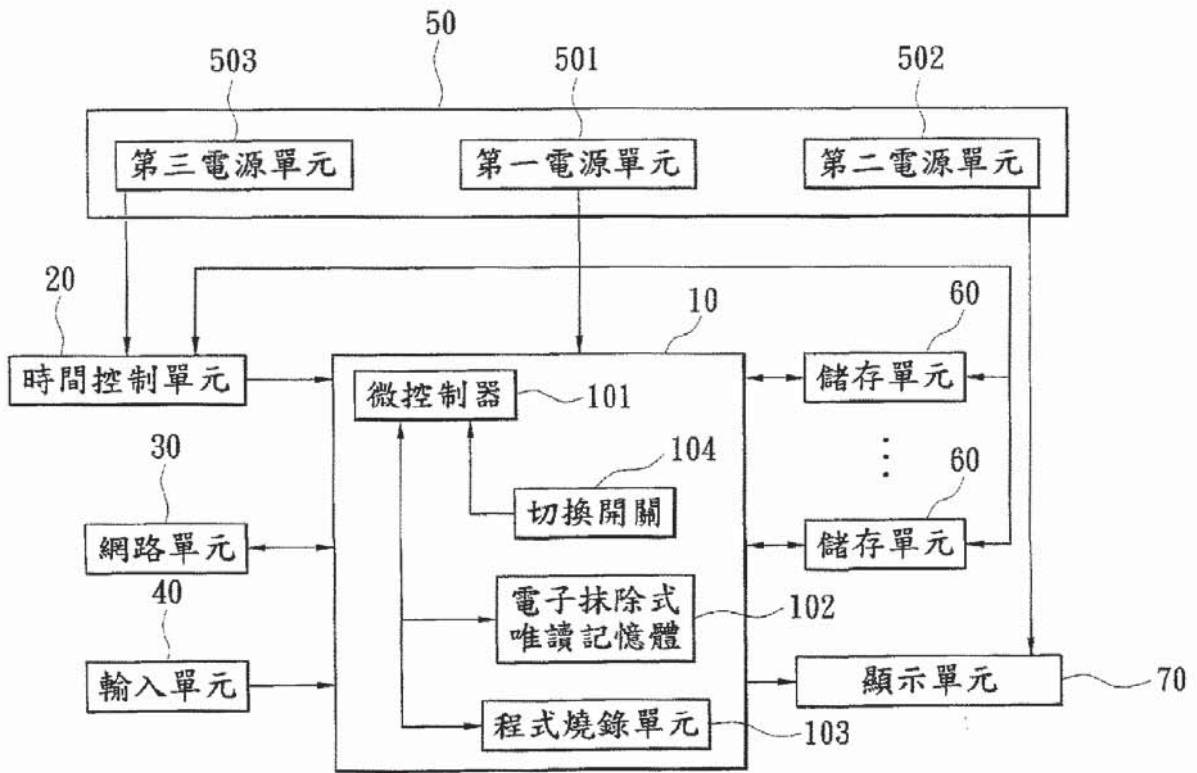 50
503
501
502
第三電源單元
第一電源單元
第二電源單元
20
10
60
時間控制單元
微控制器
101
儲存單元
30
104
60
切換開關
網路單元
儲存單元
40
電子抹除式
唯讀記憶體
102
輸入單元
顯示單元
70
程式燒錄單元
103